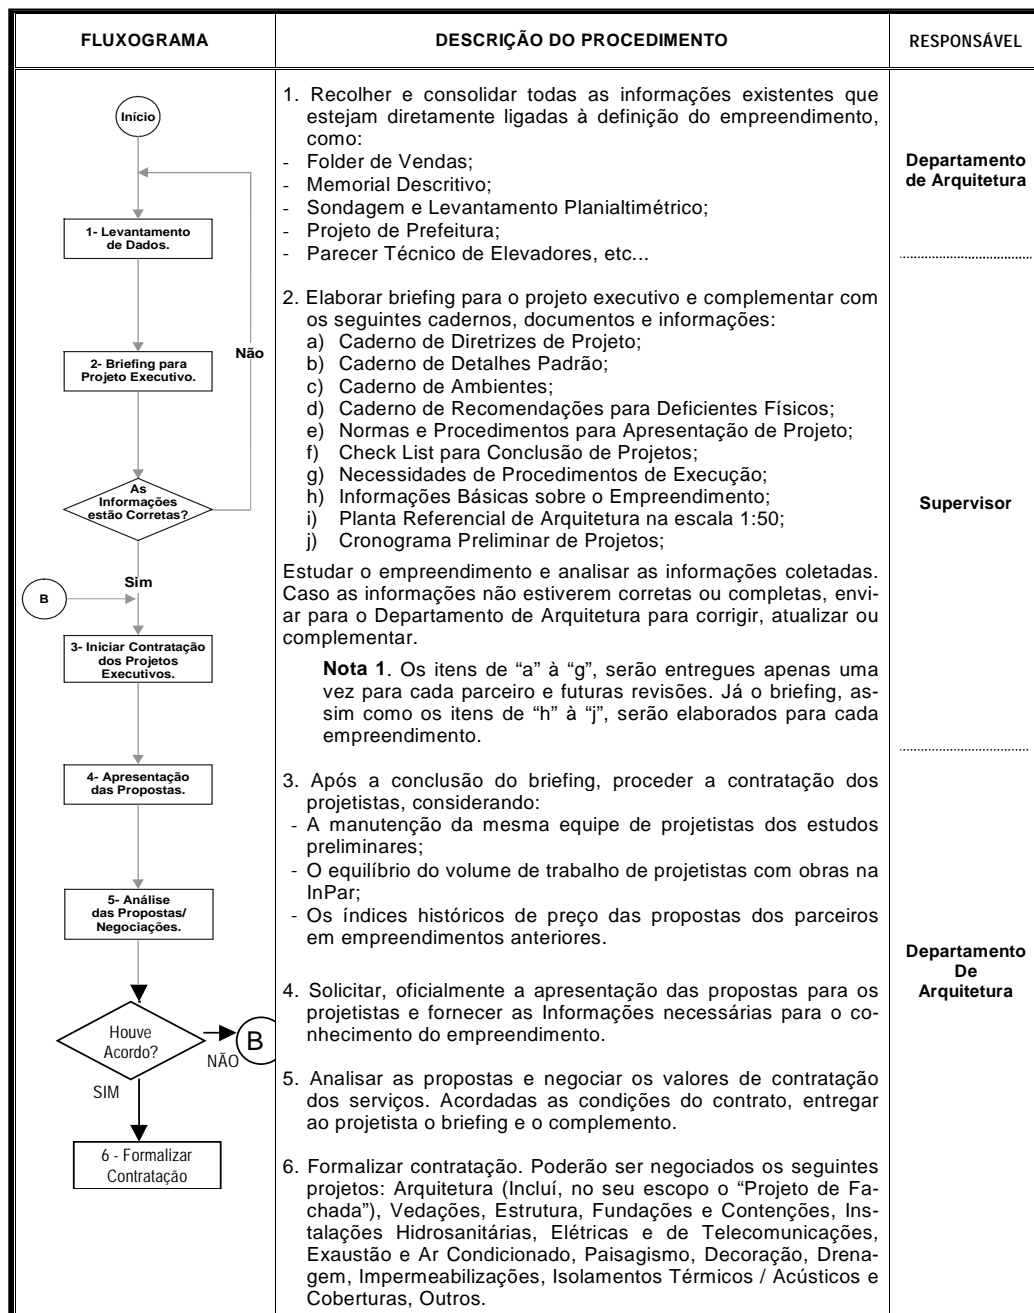 FLUXOGRAMA
DESCRIÇÃO DO PROCEDIMENTO
RESPONSÁVEL
Início
1- Levantamento
de Dados.
2- Briefing para
Projeto Executivo.
Não
As
Informações
estão Corretas?
Sim
B
3- Iniciar Contratação
dos Projetos
Executivos.
4- Apresentação
das Propostas.
5- Análise
das Propostas/
Negociações.
Houve
Acordo?
B
NÃO
SIM
6 - Formalizar
Contratação
1. Recolher e consolidar todas as informações existentes que
estejam diretamente ligadas à definição do empreendimento,
como:
- Folder de Vendas;
- Memorial Descritivo;
- Sondagem e Levantamento Planialtimétrico;
- Projeto de Prefeitura;
- Parecer Técnico de Elevadores, etc...
2. Elaborar briefing para o projeto executivo e complementar com
os seguintes cadernos, documentos e informações:
a) Caderno de Diretrizes de Projeto;
b) Caderno de Detalhes Padrão;
c) Caderno de Ambientes;
d) Caderno de Recomendações para Deficientes Físicos;
e) Normas e Procedimentos para Apresentação de Projeto;
f) Check List para Conclusão de Projetos;
g) Necessidades de Procedimentos de Execução;
h) Informações Básicas sobre o Empreendimento;
i) Planta Referencial de Arquitetura na escala 1:50;
j) Cronograma Preliminar de Projetos;
Estudar o empreendimento e analisar as informações coletadas.
Caso as informações não estiverem corretas ou completas, envi-
ar para o Departamento de Arquitetura para corrigir, atualizar ou
complementar.
Nota 1. Os itens de “a” à “g”, serão entregues apenas uma
vez para cada parceiro e futuras revisões. Já o briefing, as-
sim como os itens de “h” à “j”, serão elaborados para cada
empreendimento.
3. Após a conclusão do briefing, proceder a contratação dos
projetistas, considerando:
- A manutenção da mesma equipe de projetistas dos estudos
preliminares;
- O equilíbrio do volume de trabalho de projetistas com obras na
InPar;
- Os índices históricos de preço das propostas dos parceiros
em empreendimentos anteriores.
4. Solicitar, oficialmente a apresentação das propostas para os
projetistas e fornecer as Informações necessárias para o co-
nhecimento do empreendimento.
5. Analisar as propostas e negociar os valores de contratação
dos serviços. Acordadas as condições do contrato, entregar
ao projetista o briefing e o complemento.
6. Formalizar contratação. Poderão ser negociados os seguintes
projetos: Arquitetura (Incluí, no seu escopo o “Projeto de Fa-
chada”), Vedações, Estrutura, Fundações e Contenções, Ins-
talações Hidrosanitárias, Elétricas e de Telecomunicações,
Exaustão e Ar Condicionado, Paisagismo, Decoração, Drena-
gem, Impermeabilizações, Isolamentos Térmicos / Acústicos e
Coberturas, Outros.
Departamento
de Arquitetura
Supervisor
Departamento
De
Arquitetura